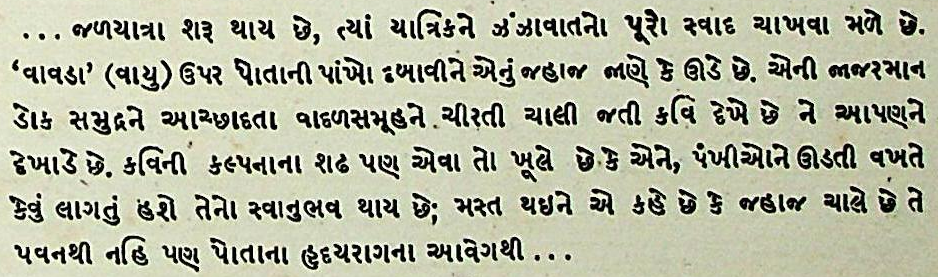 ... જળયાત્રા શરૂ થાય છે, ત્યાં યાત્રિકને ઝંઝાવાતનો પૂરો સ્વાદ ચાખવા મળે છે.
‘વાવડા’ (વાયુ) ઉપર પોતાની પાંખો દબાવીને એનું જહાજ જાણે કે ઊડે છે. એની જાજરમાન
ડોક સમુદ્રને આચ્છાદતા વાદળસમૂહને ચીરતી ચાલી જતી કવિ દેખે છે ને આપણને
દેખાડે છે. કવિની કલ્પનાના શઢ પણ એવા તો ખૂલે છે કે એને, પંખીઓને ઊડતી વખતે
કેવું લાગતું હશે તેનો સ્વાનુભવ થાય છે; મસ્ત થઇને એ કહે છે કે જહાજ ચાલે છે તે
પવનથી નહિ પણ પોતાના હૃદયરાગના આવેગથી ...